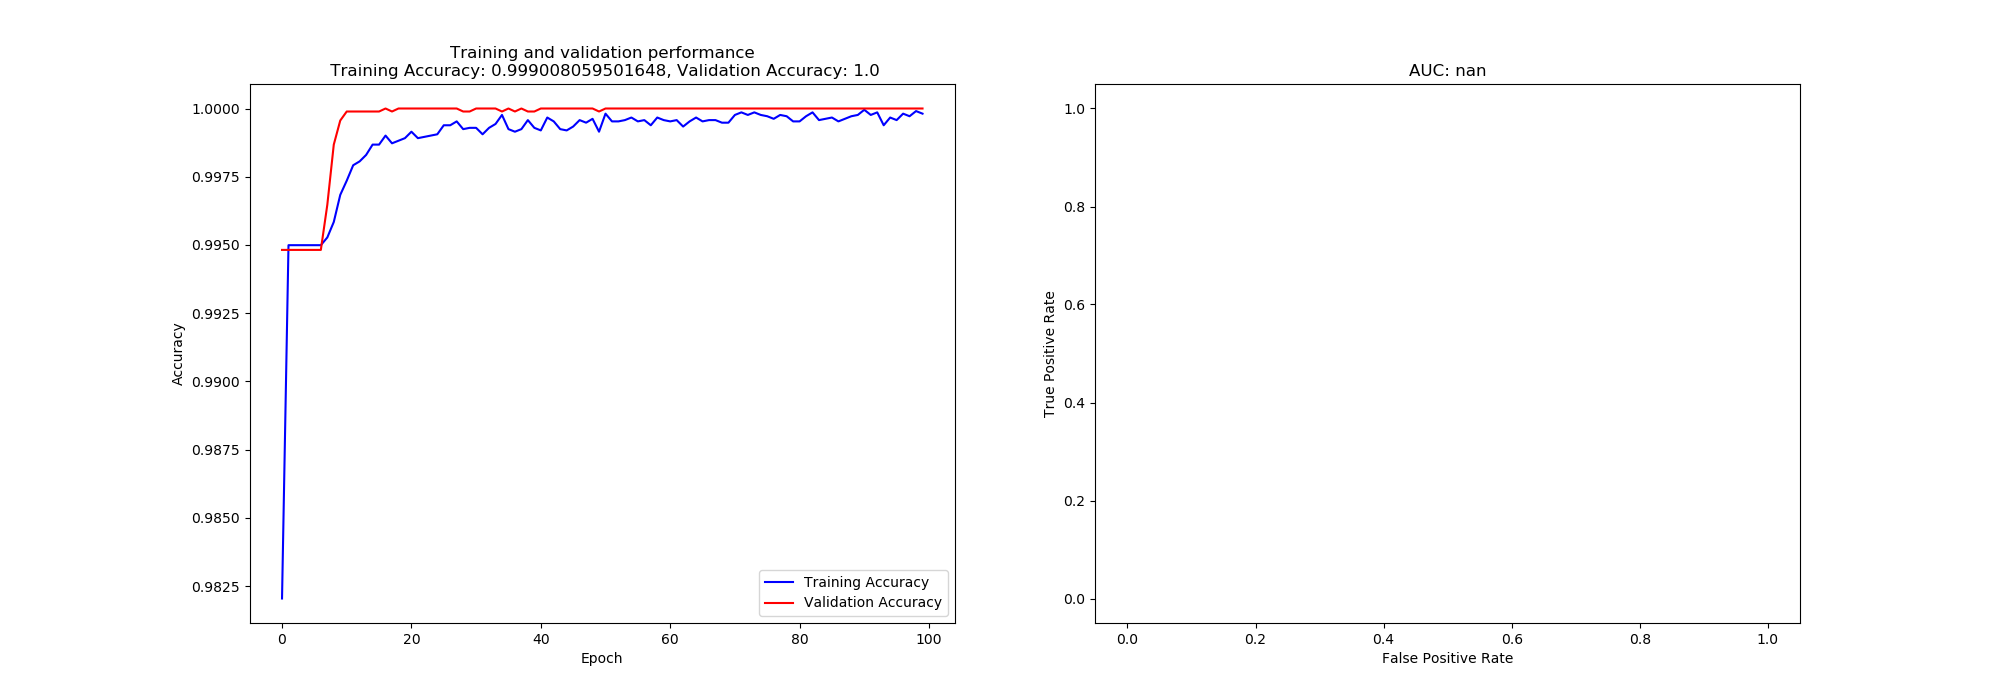 Training and validation performance
Training Accuracy: 0.999008059501648, Validation Accuracy: 1.0
1.0000
0.9975
0.9950
0.9925
0.9900
0.9875
0.9850
0.9825
Accuracy
0
20
40
60
80
100
Epoch
Training Accuracy
Validation Accuracy
AUC: nan
1.0
0.8
0.6
0.4
0.2
0.0
True Positive Rate
0.0
0.2
0.4
0.6
0.8
1.0
False Positive Rate